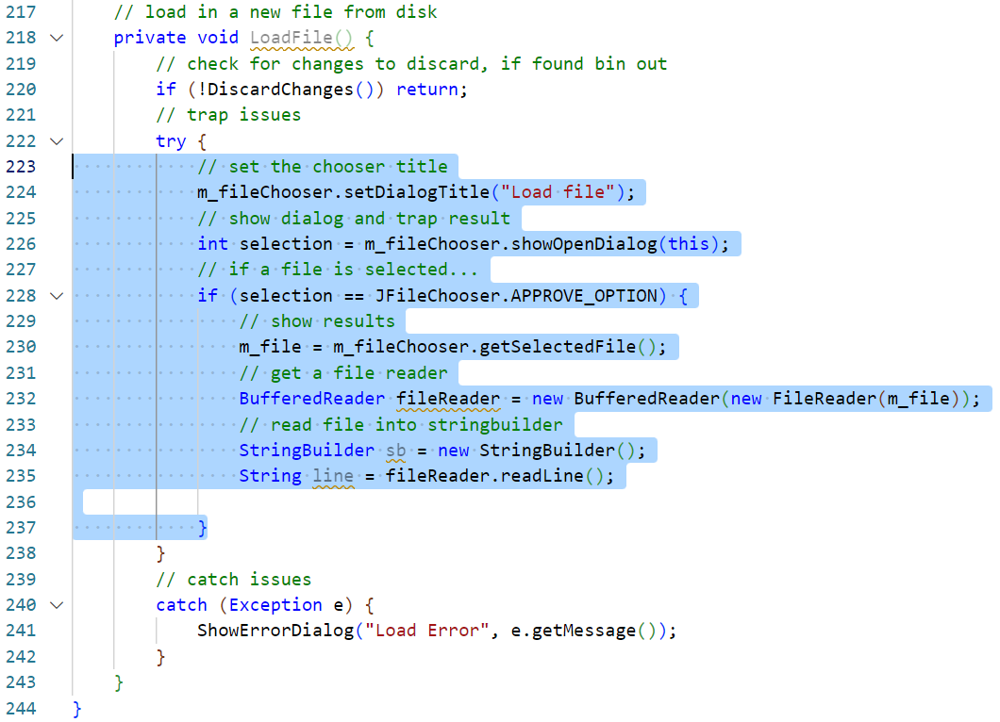 217 // load in a new file from disk
218 private void LoadFile() {
219 // check for changes to discard, if found bin out
220 if (!DiscardChanges()) return;
221 // trap issues
222 try {
223 // set the chooser title
224 m_fileChooser.setDialogTitle("Load file");
225 // show dialog and trap result
226 int selection = m_fileChooser.showOpenDialog(this);
227 // if a file is selected...
228 if (selection == JFileChooser.APPROVE_OPTION) {
229 // show results
230 m_file = m_fileChooser.getSelectedFile();
231 // get a file reader
232 BufferedReader fileReader = new BufferedReader(new FileReader(m_file));
233 // read file into stringbuilder
234 StringBuilder sb = new StringBuilder();
235 String line = fileReader.readLine();
236
237 }
238 }
239 // catch issues
240 catch (Exception e) {
241 ShowErrorDialog("Load Error", e.getMessage());
242 }
243 }
244 }